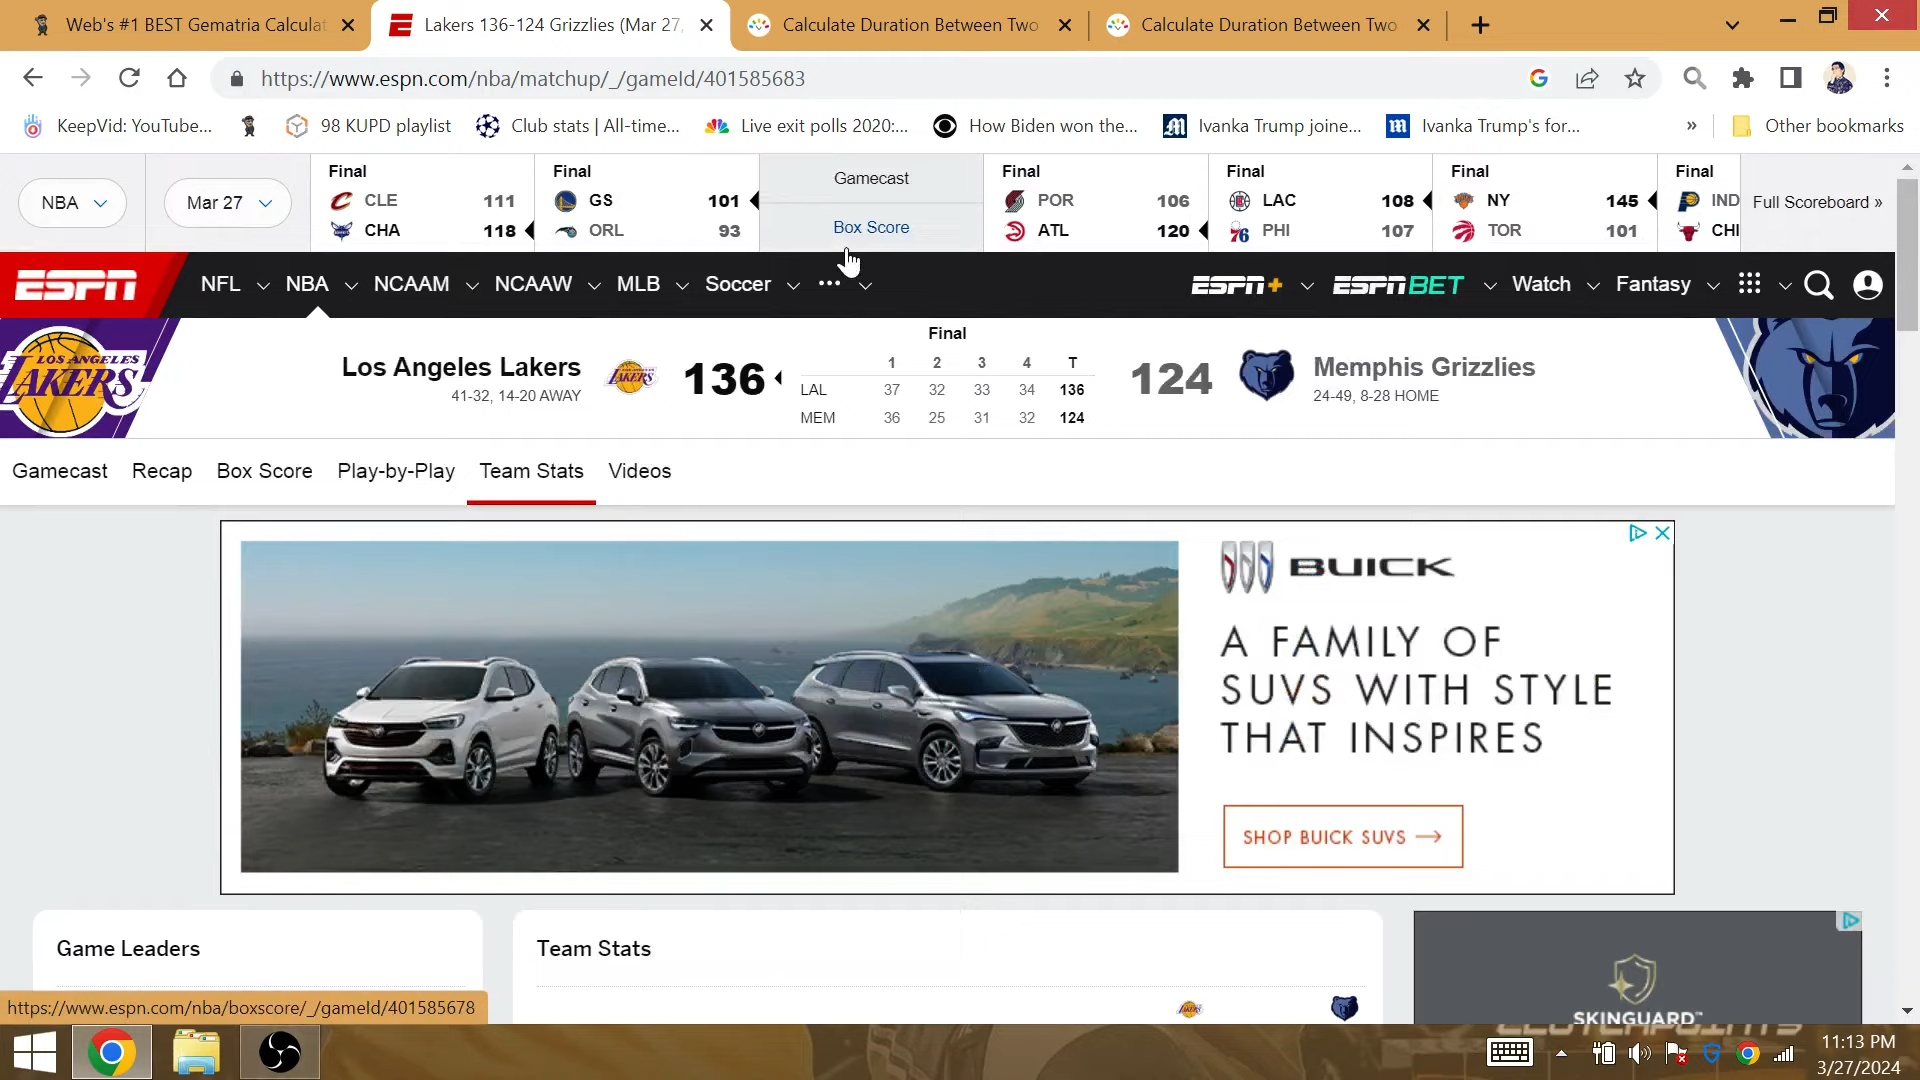 Web's #1 BEST Gematria Calculat
Lakers 136-124 Grizzlies (Mar 27,
Calculate Duration Between Two
Calculate Duration Between Two
https://www.espn.com/nba/matchup/_/gameId/401585683
KeepVid: YouTube...
98 KUPD playlist
Club stats | All-time...
Live exit polls 2020:...
How Biden won the...
Ivanka Trump joine...
Ivanka Trump's for...
»
Other bookmarks
NBA
Mar 27
Final
CLE 111
CHA 118
Final
GS 101
ORL 93
Gamecast
Box Score
Final
POR 106
ATL 120
Final
LAC 108
PHI 107
Final
NY 145
TOR 101
Final
IND
CHI
Full Scoreboard »
ESPN NFL NBA NCAAM NCAAW MLB Soccer ... ESPN+ ESPN BET Watch Fantasy
LOS ANGELES
LAKERS
Los Angeles Lakers
41-32, 14-20 AWAY
LAKERS
136
Final
1 2 3 4 T
LAL 37 32 33 34 136
MEM 36 25 31 32 124
124
Memphis Grizzlies
24-49, 8-28 HOME
Gamecast Recap Box Score Play-by-Play Team Stats Videos
BUICK
A FAMILY OF
SUVS WITH STYLE
THAT INSPIRES
SHOP BUICK SUVS →
Game Leaders
Team Stats
SKINGUARD™
https://www.espn.com/nba/boxscore/_/gameId/401585678
CLUTCHPOINTS
11:13 PM
3/27/2024